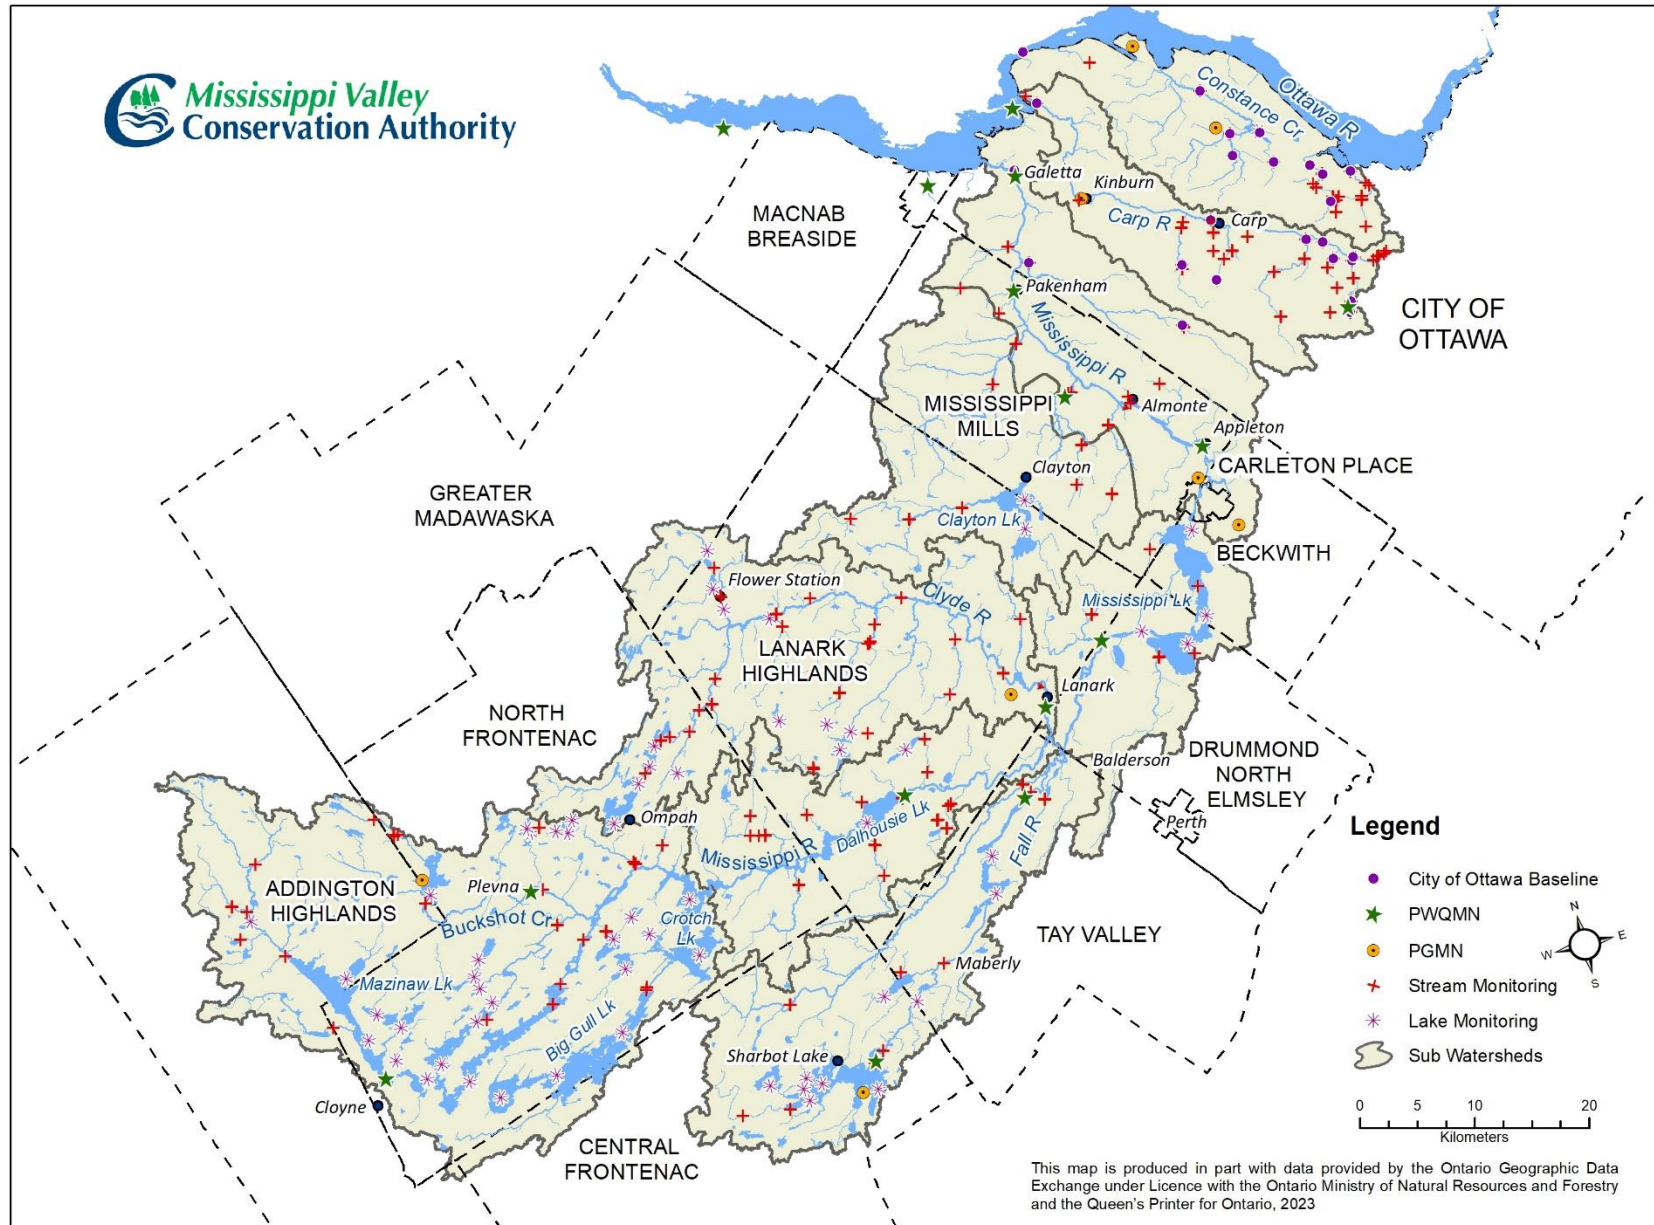 Mississippi Valley
Conservation Authority
Ottawa R
Constance Cr.
Galetta
Kinburn
Carp R
Carp
MACNAB
BREASIDE
Pakenham
CITY OF
OTTAWA
Mississippi R
MISSISSIPPI
MILLS
Almonte
Appleton
CARLETON PLACE
Clayton
GREATER
MADAWASKA
Clayton Lk
BECKWITH
Flower Station
Clyde R
Mississippi Lk
LANARK
HIGHLANDS
Lanark
NORTH
FRONTENAC
Balderson
DRUMMOND
NORTH
ELMSLEY
Perth
Ompah
Dalhousie Lk
Mississippi R
Fall R
ADDINGTON
HIGHLANDS
Plevna
Buckshot Cr
Crotch
Lk
TAY VALLEY
Maberly
Mazinaw Lk
Big Gull Lk
Sharbot Lake
Cloyne
CENTRAL
FRONTENAC
Legend
City of Ottawa Baseline
PWQMN
PGMN
Stream Monitoring
Lake Monitoring
Sub Watersheds
N
E
W
S
0 5 10 20
Kilometers
This map is produced in part with data provided by the Ontario Geographic Data
Exchange under Licence with the Ontario Ministry of Natural Resources and Forestry
and the Queen's Printer for Ontario, 2023